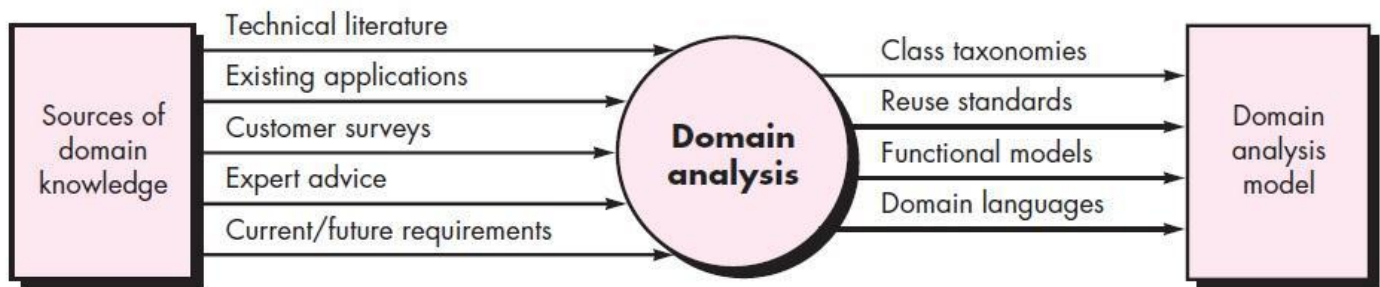 Sources of
domain
knowledge
Technical literature
Existing applications
Customer surveys
Expert advice
Current/future requirements
Domain
analysis
Class taxonomies
Reuse standards
Functional models
Domain languages
Domain
analysis
model